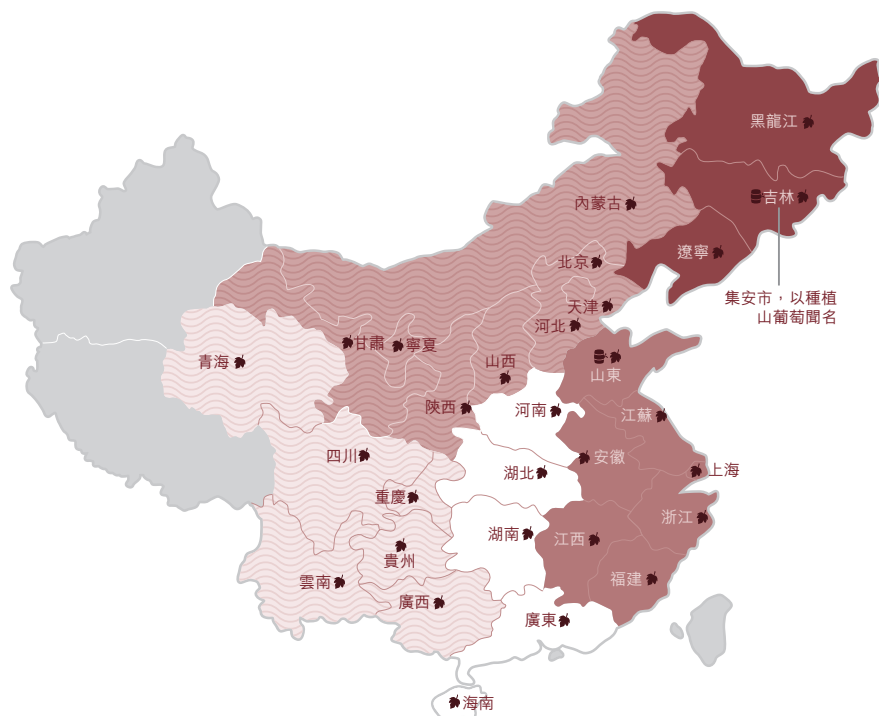 黑龍江
吉林
內蒙古
遼寧
北京
集安市，以種植
山葡萄聞名
天津
河北
甘肅
寧夏
山西
青海
山東
陝西
河南
江蘇
四川
安徽
湖北
上海
重慶
浙江
湖南
江西
貴州
雲南
福建
廣西
廣東
海南